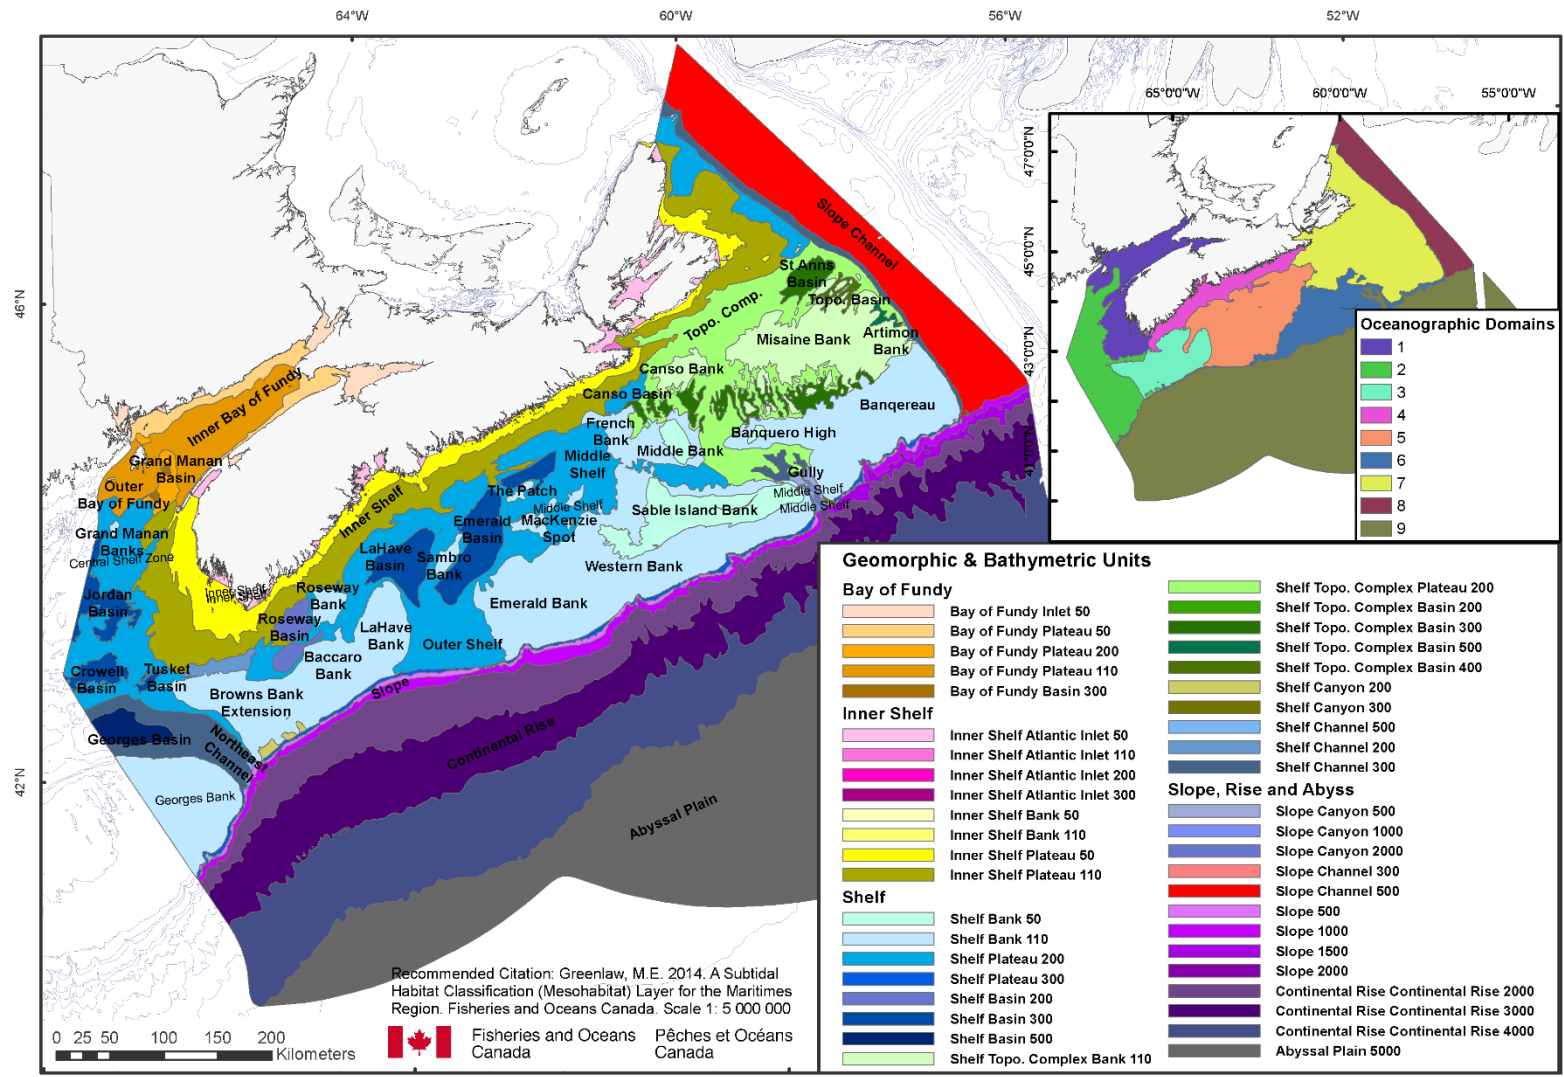 64°W
60°W
56°W
52°W
46°N
42°N
65°0'0"W
60°0'0"W
55°0'0"W
47°0'0"N
45°0'0"N
43°0'0"N
41°0'0"N
Slope Channel
St Anns
Basin
Topo. Basin
Topo. Comp.
Misaine Bank
Artimon
Bank
Canso Bank
Canso Basin
Banqereau
French
Bank
Banquero High
Middle Bank
Middle
Shelf
Gully
Middle Shelf
Middle Shelf
The Patch
Middle Shelf
Sable Island Bank
MacKenzie
Spot
Emerald
Basin
Inner Bay of Fundy
Grand Manan
Basin
Outer
Bay of Fundy
Grand Manan
Banks
Central Shelf Zone
Inner Shelf
LaHave
Basin
Sambro
Bank
Western Bank
Inner Shelf
Inner Shelf
Jordan
Basin
Roseway
Bank
Roseway
Basin
Emerald Bank
LaHave
Bank
Outer Shelf
Baccaro
Bank
Crowell
Basin
Tusket
Basin
Browns Bank
Extension
Slope
Georges Basin
Northeast
Channel
Continental Rise
Georges Bank
Abyssal Plain
Oceanographic Domains
1
2
3
4
5
6
7
8
9
Geomorphic & Bathymetric Units
Bay of Fundy
Bay of Fundy Inlet 50
Bay of Fundy Plateau 50
Bay of Fundy Plateau 200
Bay of Fundy Plateau 110
Bay of Fundy Basin 300
Inner Shelf
Inner Shelf Atlantic Inlet 50
Inner Shelf Atlantic Inlet 110
Inner Shelf Atlantic Inlet 200
Inner Shelf Atlantic Inlet 300
Inner Shelf Bank 50
Inner Shelf Bank 110
Inner Shelf Plateau 50
Inner Shelf Plateau 110
Shelf
Shelf Bank 50
Shelf Bank 110
Shelf Plateau 200
Shelf Plateau 300
Shelf Basin 200
Shelf Basin 300
Shelf Basin 500
Shelf Topo. Complex Bank 110
Shelf Topo. Complex Plateau 200
Shelf Topo. Complex Basin 200
Shelf Topo. Complex Basin 300
Shelf Topo. Complex Basin 500
Shelf Topo. Complex Basin 400
Shelf Canyon 200
Shelf Canyon 300
Shelf Channel 500
Shelf Channel 200
Shelf Channel 300
Slope, Rise and Abyss
Slope Canyon 500
Slope Canyon 1000
Slope Canyon 2000
Slope Channel 300
Slope Channel 500
Slope 500
Slope 1000
Slope 1500
Slope 2000
Continental Rise Continental Rise 2000
Continental Rise Continental Rise 3000
Continental Rise Continental Rise 4000
Abyssal Plain 5000
Recommended Citation: Greenlaw, M.E. 2014. A Subtidal
Habitat Classification (Mesohabitat) Layer for the Maritimes
Region. Fisheries and Oceans Canada. Scale 1: 5 000 000
0 25 50 100 150 200
Kilometers
Fisheries and Oceans
Canada
Pêches et Océans
Canada